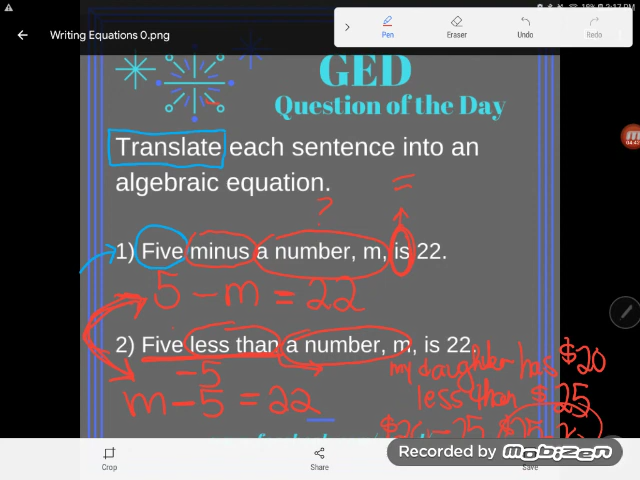 Writing Equations 0.png
Pen
Eraser
Undo
Redo
GED
Question of the Day
Translate each sentence into an
algebraic equation.
=
?
1) Five minus a number, m, is 22.
5 - m = 22
2) Five less than a number, m, is 22
-5
m - 5 = 22
my daughter has $20
less than $25
Crop
Share
Save
Recorded by mobizen